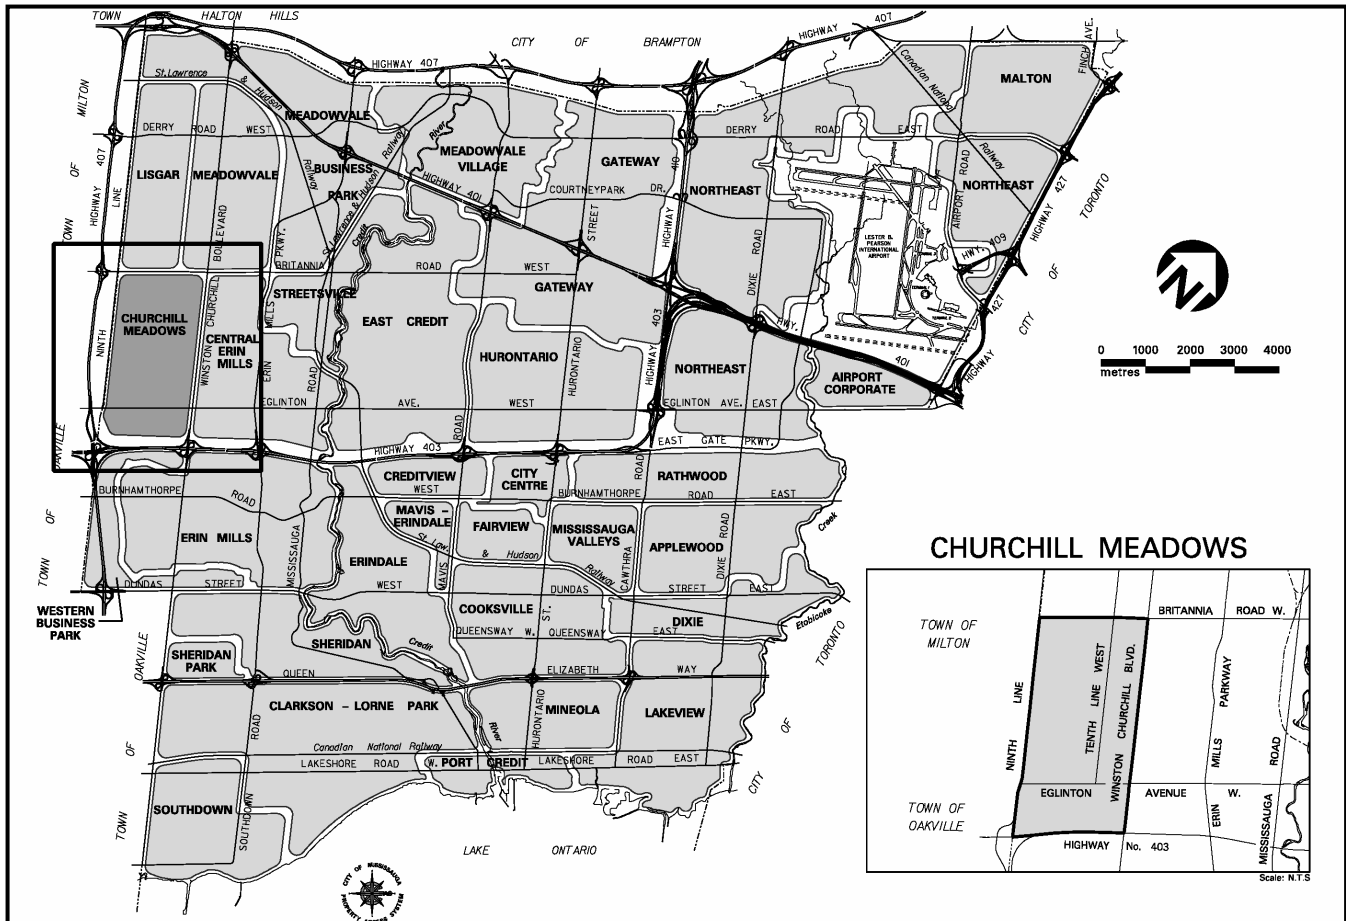 TOWN HALTON HILLS
HIGHWAY 407
CITY OF BRAMPTON
HIGHWAY 407
FINCH AVE.
MALTON
Canadian National
Railway
St. Lawrence & Hudson
Railway
TOWN OF MILTON
MEADOWVALE
BUSINESS
PARK
River
St. Lawrence & Hudson Railway
MEADOWVALE
VILLAGE
GATEWAY
410
DERRY ROAD WEST
DERRY ROAD EAST
HIGHWAY 407
NINTH LINE
LISGAR
MEADOWVALE
HIGHWAY 401
COURTNEYPARK DR.
NORTHEAST
NORTHEAST
AIRPORT ROAD
HIGHWAY 427
TORONTO
LESTER B.
PEARSON
INTERNATIONAL
AIRPORT
HWY. 409
WINSTON CHURCHILL BOULEVARD
ERIN MILLS PKWY.
Credit
HURONTARIO STREET
HIGHWAY
DIXIE ROAD
BRITANNIA ROAD WEST
STREETSVILLE
GATEWAY
CHURCHILL
MEADOWS
CENTRAL
ERIN
MILLS
EAST CREDIT
HURONTARIO
HIGHWAY 403
NORTHEAST
HWY. 401
AIRPORT
CORPORATE
HIGHWAY 427
CITY OF
ROAD
ROAD
EGLINTON AVE. WEST
EGLINTON AVE. EAST
EAST GATE PKWY.
HIGHWAY 403
OAKVILLE
CREDITVIEW
CITY
CENTRE
RATHWOOD
BURNHAMTHORPE ROAD
WEST
BURNHAMTHORPE ROAD EAST
MAVIS -
ERINDALE
FAIRVIEW
MISSISSAUGA
VALLEYS
APPLEWOOD
St. Law. & Hudson Railway
CAWTHRA
ROAD
DIXIE ROAD
Creek
Etobicoke
TOWN OF
ERIN MILLS
MISSISSAUGA
ERINDALE
MAVIS
DUNDAS STREET WEST
DUNDAS STREET EAST
WESTERN
BUSINESS
PARK
COOKSVILLE
ST.
DIXIE
QUEENSWAY W. QUEENSWAY EAST
TORONTO
OAKVILLE
SHERIDAN
PARK
SHERIDAN
Credit
River
QUEEN ELIZABETH WAY
CLARKSON - LORNE PARK
ROAD
HURONTARIO
MINEOLA
LAKEVIEW
Canadian National Railway
LAKESHORE ROAD W. PORT CREDIT LAKESHORE ROAD EAST
OF
CITY OF
SOUTHDOWN
SOUTHDOWN
TOWN
LAKE ONTARIO
CITY OF MISSISSAUGA
PROPERTY ACCESS SYSTEM
N
0 1000 2000 3000 4000
metres
CHURCHILL MEADOWS
TOWN OF
MILTON
BRITANNIA ROAD W.
NINTH LINE
TENTH LINE WEST
WINSTON CHURCHILL BLVD.
ERIN MILLS PARKWAY
MISSISSAUGA ROAD
EGLINTON AVENUE W.
TOWN OF
OAKVILLE
HIGHWAY No. 403
Scale: N.T.S